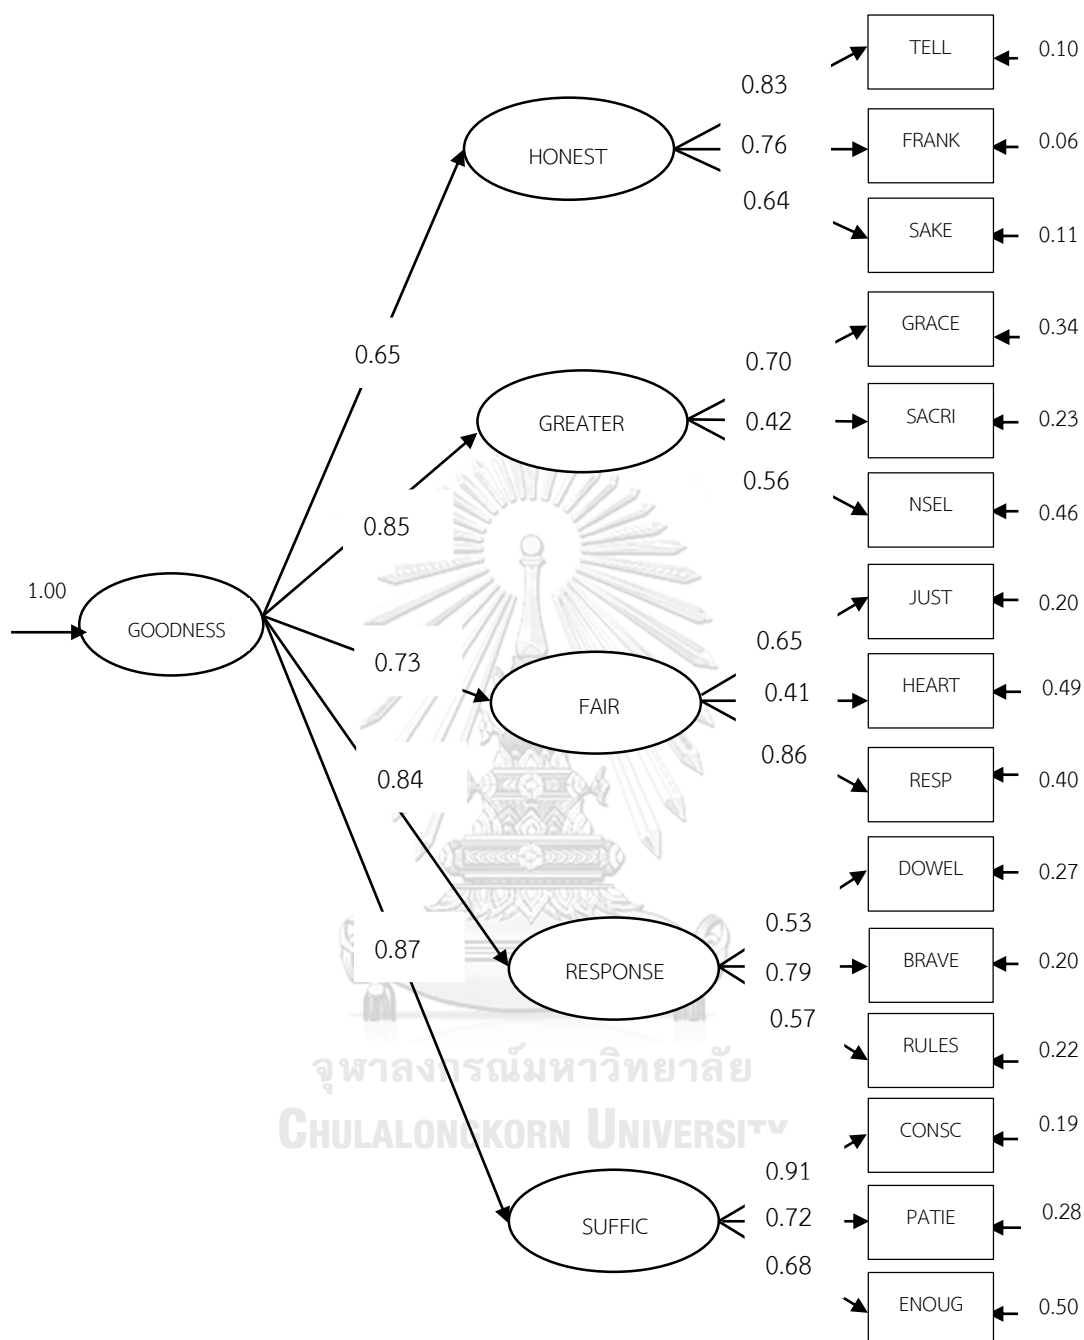 TELL
0.10
0.83
HONEST
0.76
FRANK
0.06
0.64
SAKE
0.11
GRACE
0.34
0.65
0.70
GREATER
0.42
SACRI
0.23
0.56
NSEL
0.46
0.85
1.00
GOODNESS
JUST
0.20
0.65
0.73
FAIR
0.41
HEART
0.49
0.86
RESP
0.40
0.84
DOWEL
0.27
0.53
0.87
RESPONSE
0.79
BRAVE
0.20
0.57
RULES
0.22
จุฬาลงกรณ์มหาวิทยาลัย
CHULALONGKORN UNIVERSITY
CONSC
0.19
0.91
SUFFIC
0.72
PATIE
0.28
0.68
ENOUG
0.50